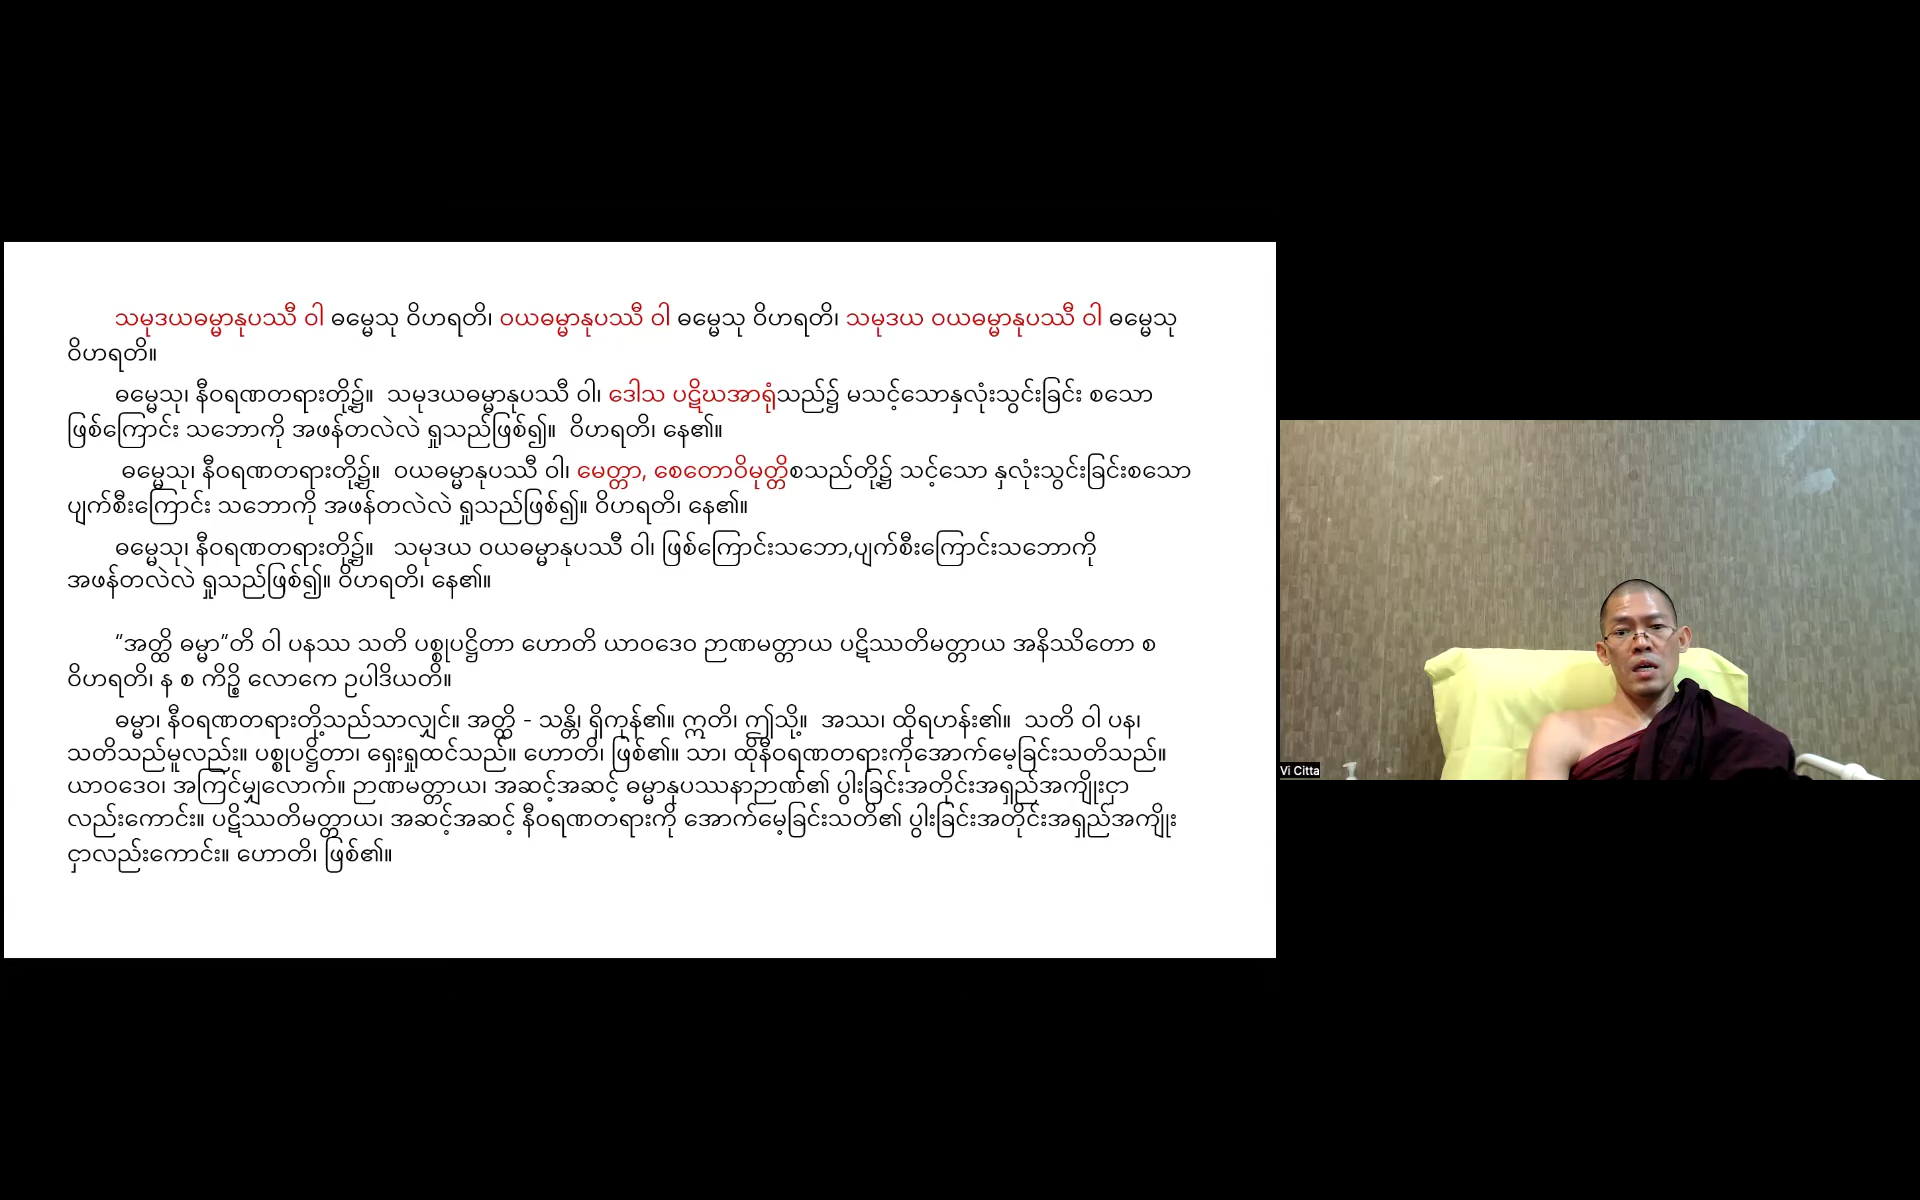 သမုဒယဓမ္မာနုပဿီ ဝါ ဓမ္မေသု ဝိဟရတိ၊ ဝယဓမ္မာနုပဿီ ဝါ ဓမ္မေသု ဝိဟရတိ၊ သမုဒယ ဝယဓမ္မာနုပဿီ ဝါ ဓမ္မေသု
ဝိဟရတိ။
ဓမ္မေသု၊ နီဝရဏတရားတို့၌။ သမုဒယဓမ္မာနုပဿီ ဝါ၊ ဒေါသ ပဋိဃအာရုံသည်၌ မသင့်သောနှလုံးသွင်းခြင်း စသော
ဖြစ်ကြောင်း သဘောကို အဖန်တလဲလဲ ရှုသည်ဖြစ်၍။ ဝိဟရတိ၊ နေ၏။
ဓမ္မေသု၊ နီဝရဏတရားတို့၌။ ဝယဓမ္မာနုပဿီ ဝါ၊ မေတ္တာ, စေတောဝိမုတ္တိစသည်တို့၌ သင့်သော နှလုံးသွင်းခြင်းစသော
ပျက်စီးကြောင်း သဘောကို အဖန်တလဲလဲ ရှုသည်ဖြစ်၍။ ဝိဟရတိ၊ နေ၏။
ဓမ္မေသု၊ နီဝရဏတရားတို့၌။ သမုဒယ ဝယဓမ္မာနုပဿီ ဝါ၊ ဖြစ်ကြောင်းသဘော,ပျက်စီးကြောင်းသဘောကို
အဖန်တလဲလဲ ရှုသည်ဖြစ်၍။ ဝိဟရတိ၊ နေ၏။
“အတ္ထိ ဓမ္မာ”တိ ဝါ ပနဿ သတိ ပစ္စုပဋ္ဌိတာ ဟောတိ ယာဝဒေဝ ဉာဏမတ္တာယ ပဋိဿတိမတ္တာယ အနိဿိတော စ
ဝိဟရတိ၊ န စ ကိဉ္စိ လောကေ ဥပါဒိယတိ။
ဓမ္မာ၊ နီဝရဏတရားတို့သည်သာလျှင်။ အတ္ထိ - သန္တိ၊ ရှိကုန်၏။ ဣတိ၊ ဤသို့။ အဿ၊ ထိုရဟန်း၏။ သတိ ဝါ ပန၊
သတိသည်မူလည်း။ ပစ္စုပဋ္ဌိတာ၊ ရှေးရှုထင်သည်။ ဟောတိ၊ ဖြစ်၏။ သာ၊ ထိုနီဝရဏတရားကိုအောက်မေ့ခြင်းသတိသည်။
ယာဝဒေဝ၊ အကြင်မျှလောက်။ ဉာဏမတ္တာယ၊ အဆင့်အဆင့် ဓမ္မာနုပဿနာဉာဏ်၏ ပွါးခြင်းအတိုင်းအရှည်အကျိုးငှာ
လည်းကောင်း။ ပဋိဿတိမတ္တာယ၊ အဆင့်အဆင့် နီဝရဏတရားကို အောက်မေ့ခြင်းသတိ၏ ပွါးခြင်းအတိုင်းအရှည်အကျိုး
ငှာလည်းကောင်း။ ဟောတိ၊ ဖြစ်၏။
Vi Citta